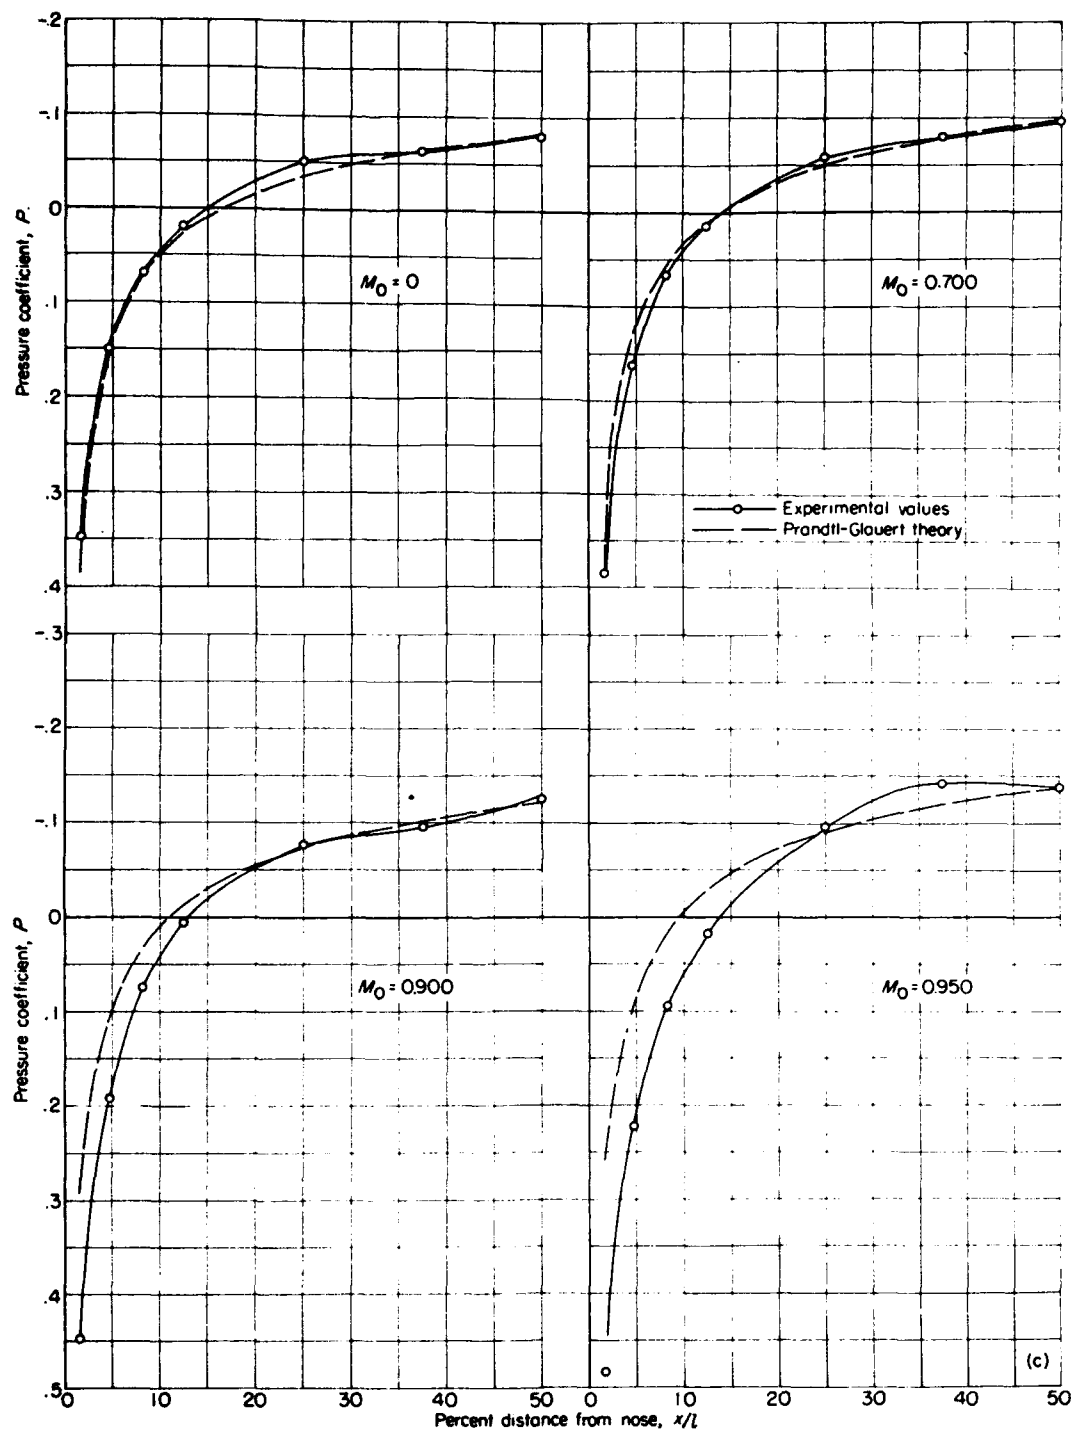 -.2
-.1
0
.1
.2
.3
.4
Pressure coefficient, P.
M0 = 0
M0 = 0.700
Experimental values
Prandtl-Glauert theory
-.3
-.2
-.1
0
.1
.2
.3
.4
.5
Pressure coefficient, P
M0 = 0.900
M0 = 0.950
(c)
0 10 20 30 40 50 0 10 20 30 40 50
Percent distance from nose, x/l